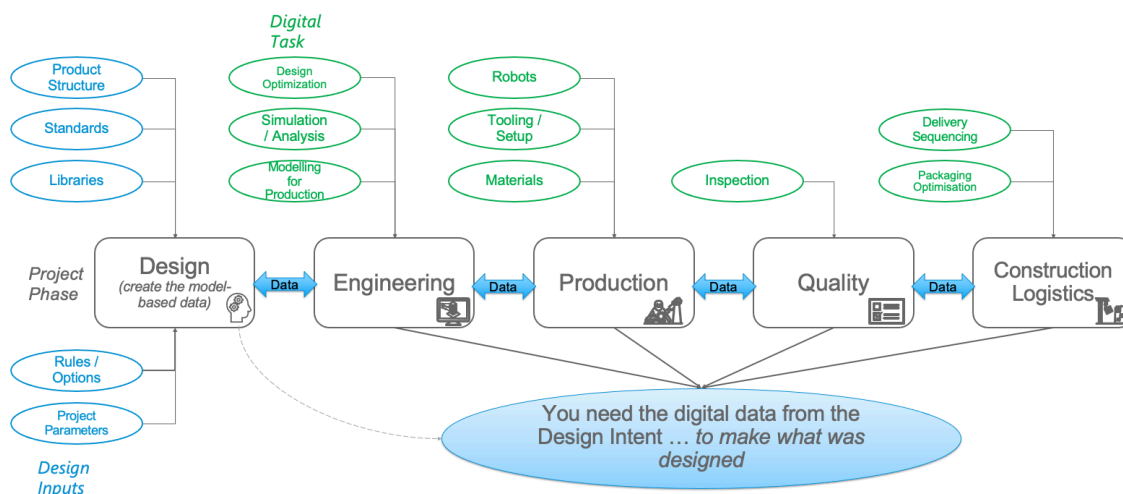 Digital
Task
Product
Structure
Standards
Libraries
Design
Optimization
Simulation
/ Analysis
Modelling
for
Production
Robots
Tooling /
Setup
Materials
Inspection
Delivery
Sequencing
Packaging
Optimisation
Project
Phase
Design
(create the model-
based data)
Data
Engineering
Data
Production
Data
Quality
Data
Construction
Logistics
Rules /
Options
Project
Parameters
Design
Inputs
You need the digital data from the
Design Intent ... to make what was
designed